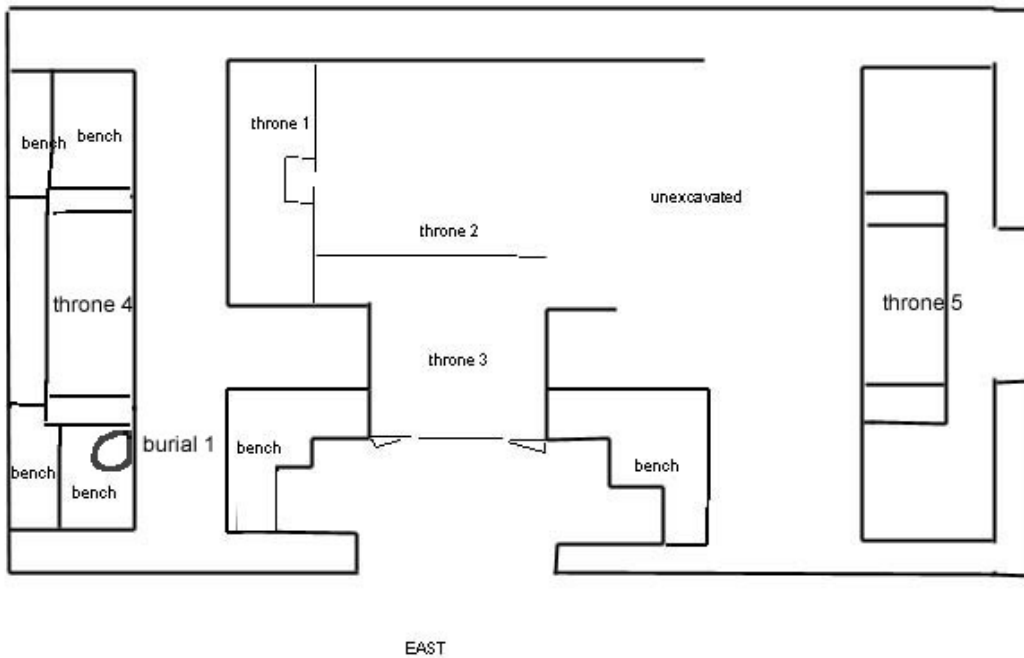 throne 1
bench
bench
unexcavated
throne 2
throne 4
throne 5
throne 3
burial 1
bench
bench
bench
bench
EAST